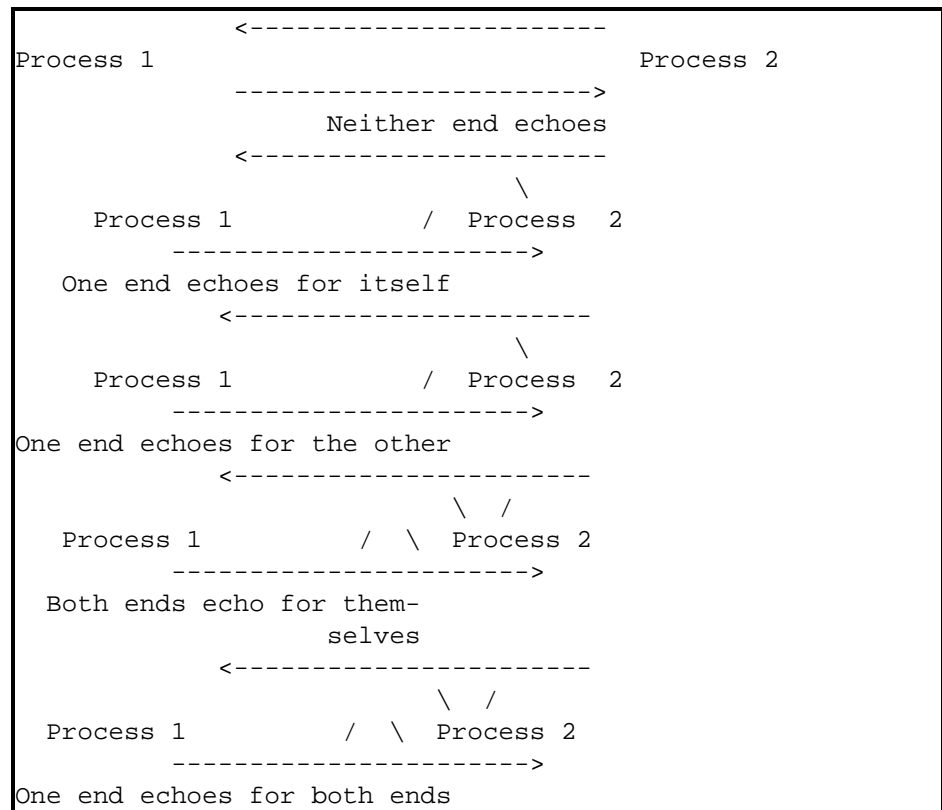 <-----------------------
Process 1                               Process 2
----------------------->
Neither end echoes
<-----------------------
\
Process 1            /  Process  2
----------------------->
One end echoes for itself
<-----------------------
\
Process 1            /  Process  2
----------------------->
One end echoes for the other
<-----------------------
\  /
Process 1          /  \  Process 2
----------------------->
Both ends echo for them-
selves
<-----------------------
\  /
Process 1          /  \  Process 2
----------------------->
One end echoes for both ends